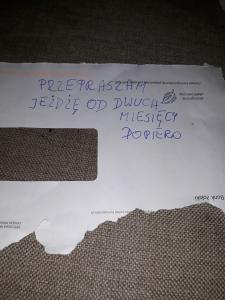 PRZEPRASZAM
JEŻDŻĘ OD DWUCH
MIESIĘCY
DOPIERO